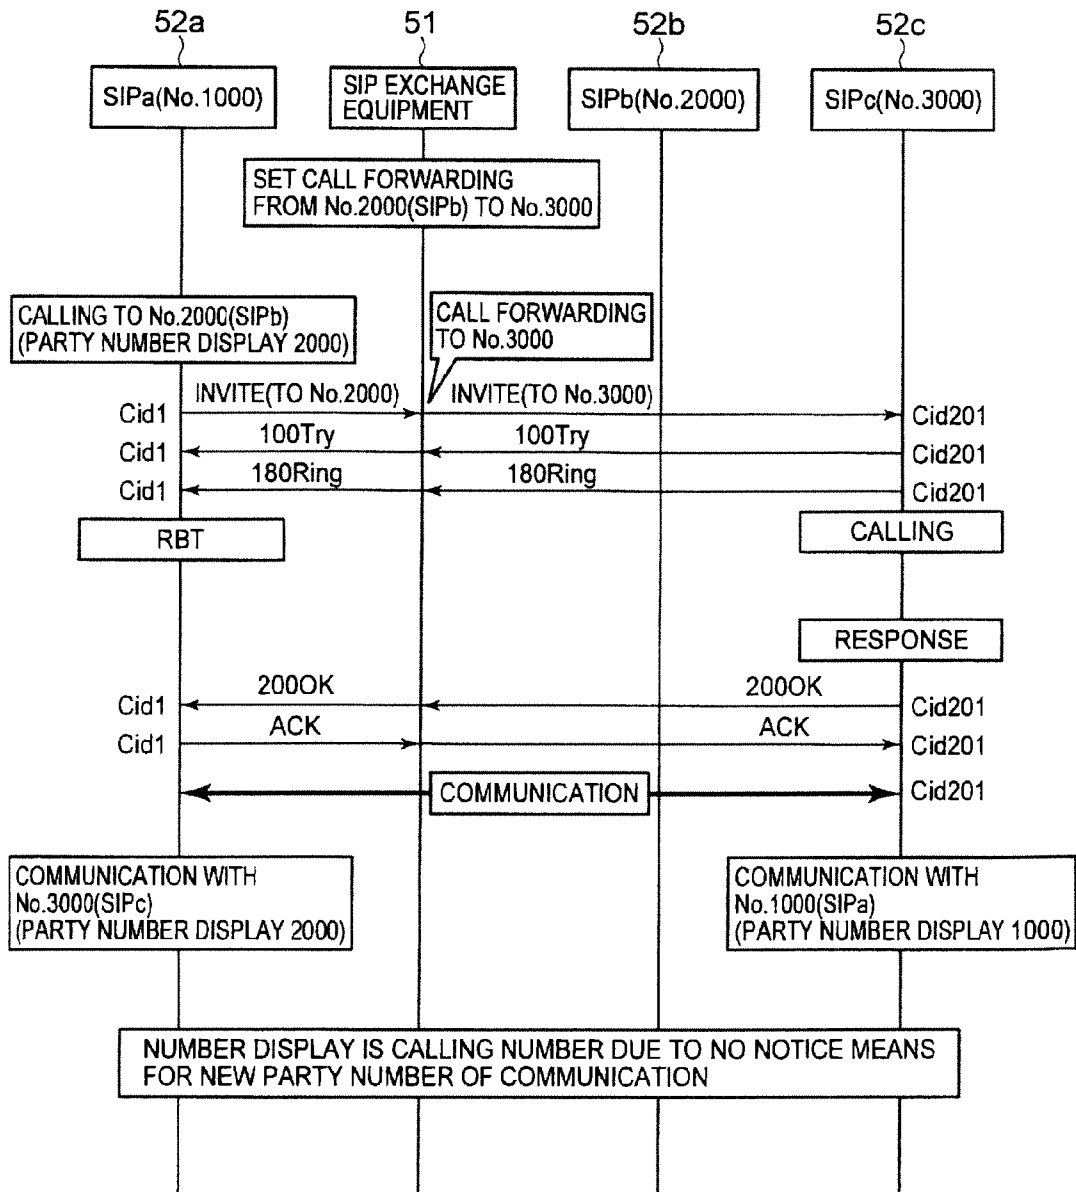 52a
51
52b
52c
SIPa(No.1000)
SIP EXCHANGE
EQUIPMENT
SIPb(No.2000)
SIPc(No.3000)
SET CALL FORWARDING
FROM No.2000(SIPb) TO No.3000
CALLING TO No.2000(SIPb)
(PARTY NUMBER DISPLAY 2000)
CALL FORWARDING
TO No.3000
Cid1
INVITE(TO No.2000)
INVITE(TO No.3000)
Cid201
Cid1
100Try
100Try
Cid201
Cid1
180Ring
180Ring
Cid201
RBT
CALLING
RESPONSE
Cid1
200OK
200OK
Cid201
Cid1
ACK
ACK
Cid201
COMMUNICATION
Cid201
COMMUNICATION WITH
No.3000(SIPc)
(PARTY NUMBER DISPLAY 2000)
COMMUNICATION WITH
No.1000(SIPa)
(PARTY NUMBER DISPLAY 1000)
NUMBER DISPLAY IS CALLING NUMBER DUE TO NO NOTICE MEANS
FOR NEW PARTY NUMBER OF COMMUNICATION